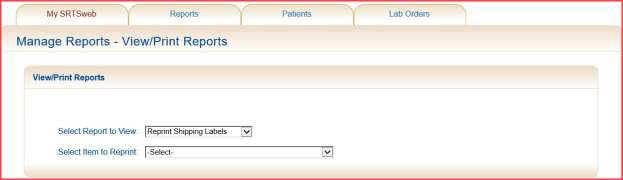 My SRTSweb Reports Patients Lab Orders
Manage Reports - View/Print Reports
View/Print Reports
Select Report to View: Reprint Shipping Labels
Select Item to Reprint: -Select-